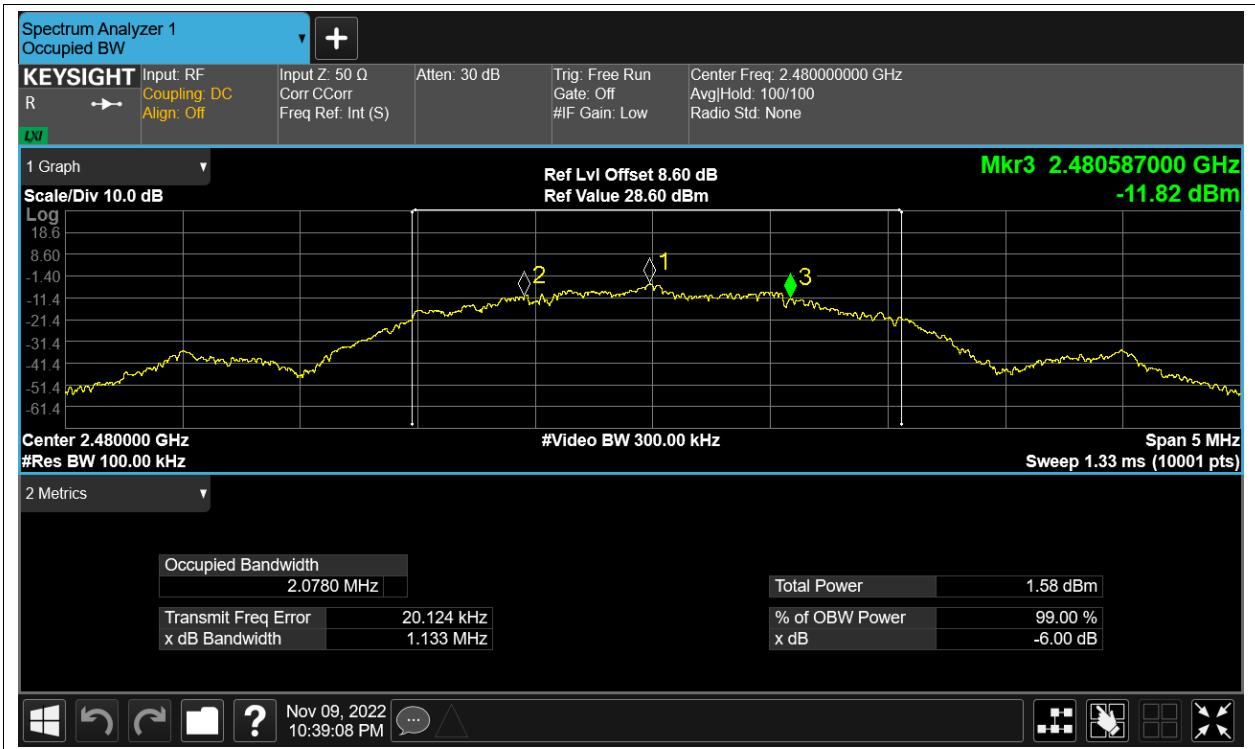 Spectrum Analyzer 1
Occupied BW
KEYSIGHT
R
LXI
Input: RF
Coupling: DC
Align: Off
Input Z: 50 Ω
Corr CCorr
Freq Ref: Int (S)
Atten: 30 dB
Trig: Free Run
Gate: Off
#IF Gain: Low
Center Freq: 2.480000000 GHz
Avg|Hold: 100/100
Radio Std: None
1 Graph
Scale/Div 10.0 dB
Ref Lvl Offset 8.60 dB
Ref Value 28.60 dBm
Mkr3 2.480587000 GHz
-11.82 dBm
Log
18.6
8.60
-1.40
-11.4
-21.4
-31.4
-41.4
-51.4
-61.4
2
1
3
Center 2.480000 GHz
#Res BW 100.00 kHz
#Video BW 300.00 kHz
Span 5 MHz
Sweep 1.33 ms (10001 pts)
2 Metrics
Occupied Bandwidth
2.0780 MHz
Transmit Freq Error 20.124 kHz
x dB Bandwidth 1.133 MHz
Total Power 1.58 dBm
% of OBW Power 99.00 %
x dB -6.00 dB
?
Nov 09, 2022
10:39:08 PM